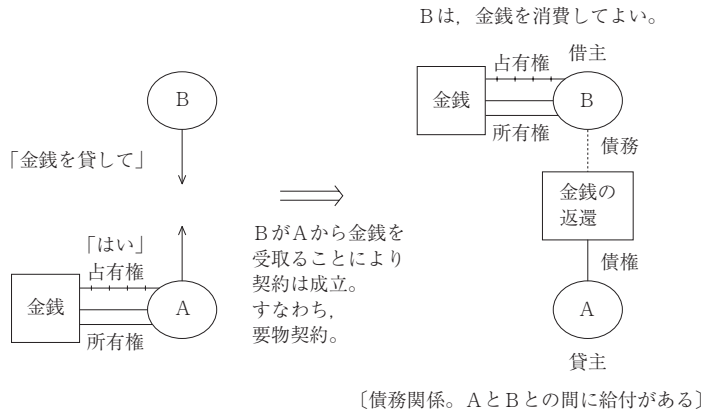 B
「金銭を貸して」
「はい」
占有権
金銭
A
所有権
BがAから金銭を
受取ることにより
契約は成立。
すなわち，
要物契約。
Bは，金銭を消費してよい。
占有権
借主
金銭
B
所有権
債務
金銭の
返還
債権
A
貸主
〔債務関係。AとBとの間に給付がある〕